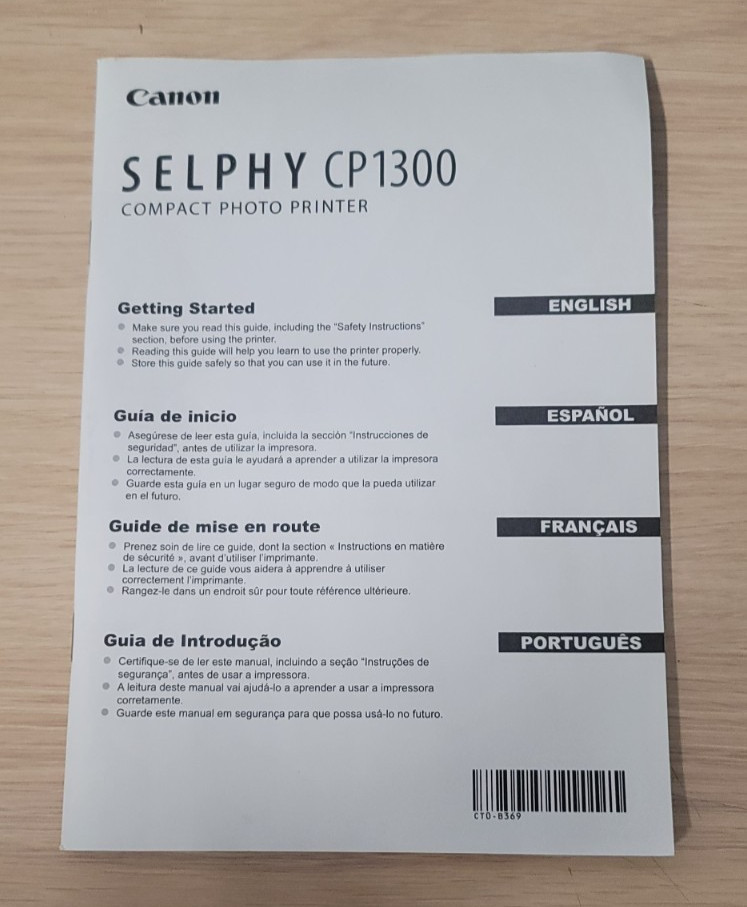 Canon
SELPHY CP1300
COMPACT PHOTO PRINTER
Getting Started
ENGLISH
● Make sure you read this guide, including the "Safety Instructions"
section, before using the printer.
● Reading this guide will help you learn to use the printer properly.
● Store this guide safely so that you can use it in the future.
Guía de inicio
ESPAÑOL
● Asegúrese de leer esta guía, incluida la sección "Instrucciones de
seguridad", antes de utilizar la impresora.
● La lectura de esta guía le ayudará a aprender a utilizar la impresora
correctamente.
● Guarde esta guía en un lugar seguro de modo que la pueda utilizar
en el futuro.
Guide de mise en route
FRANÇAIS
● Prenez soin de lire ce guide, dont la section « Instructions en matière
de sécurité », avant d'utiliser l'imprimante.
● La lecture de ce guide vous aidera à apprendre à utiliser
correctement l'imprimante.
● Rangez-le dans un endroit sûr pour toute référence ultérieure.
Guia de Introdução
PORTUGUÊS
● Certifique-se de ler este manual, incluindo a seção "Instruções de
segurança", antes de usar a impressora.
● A leitura deste manual vai ajudá-lo a aprender a usar a impressora
corretamente.
● Guarde este manual em segurança para que possa usá-lo no futuro.
CT0-B369